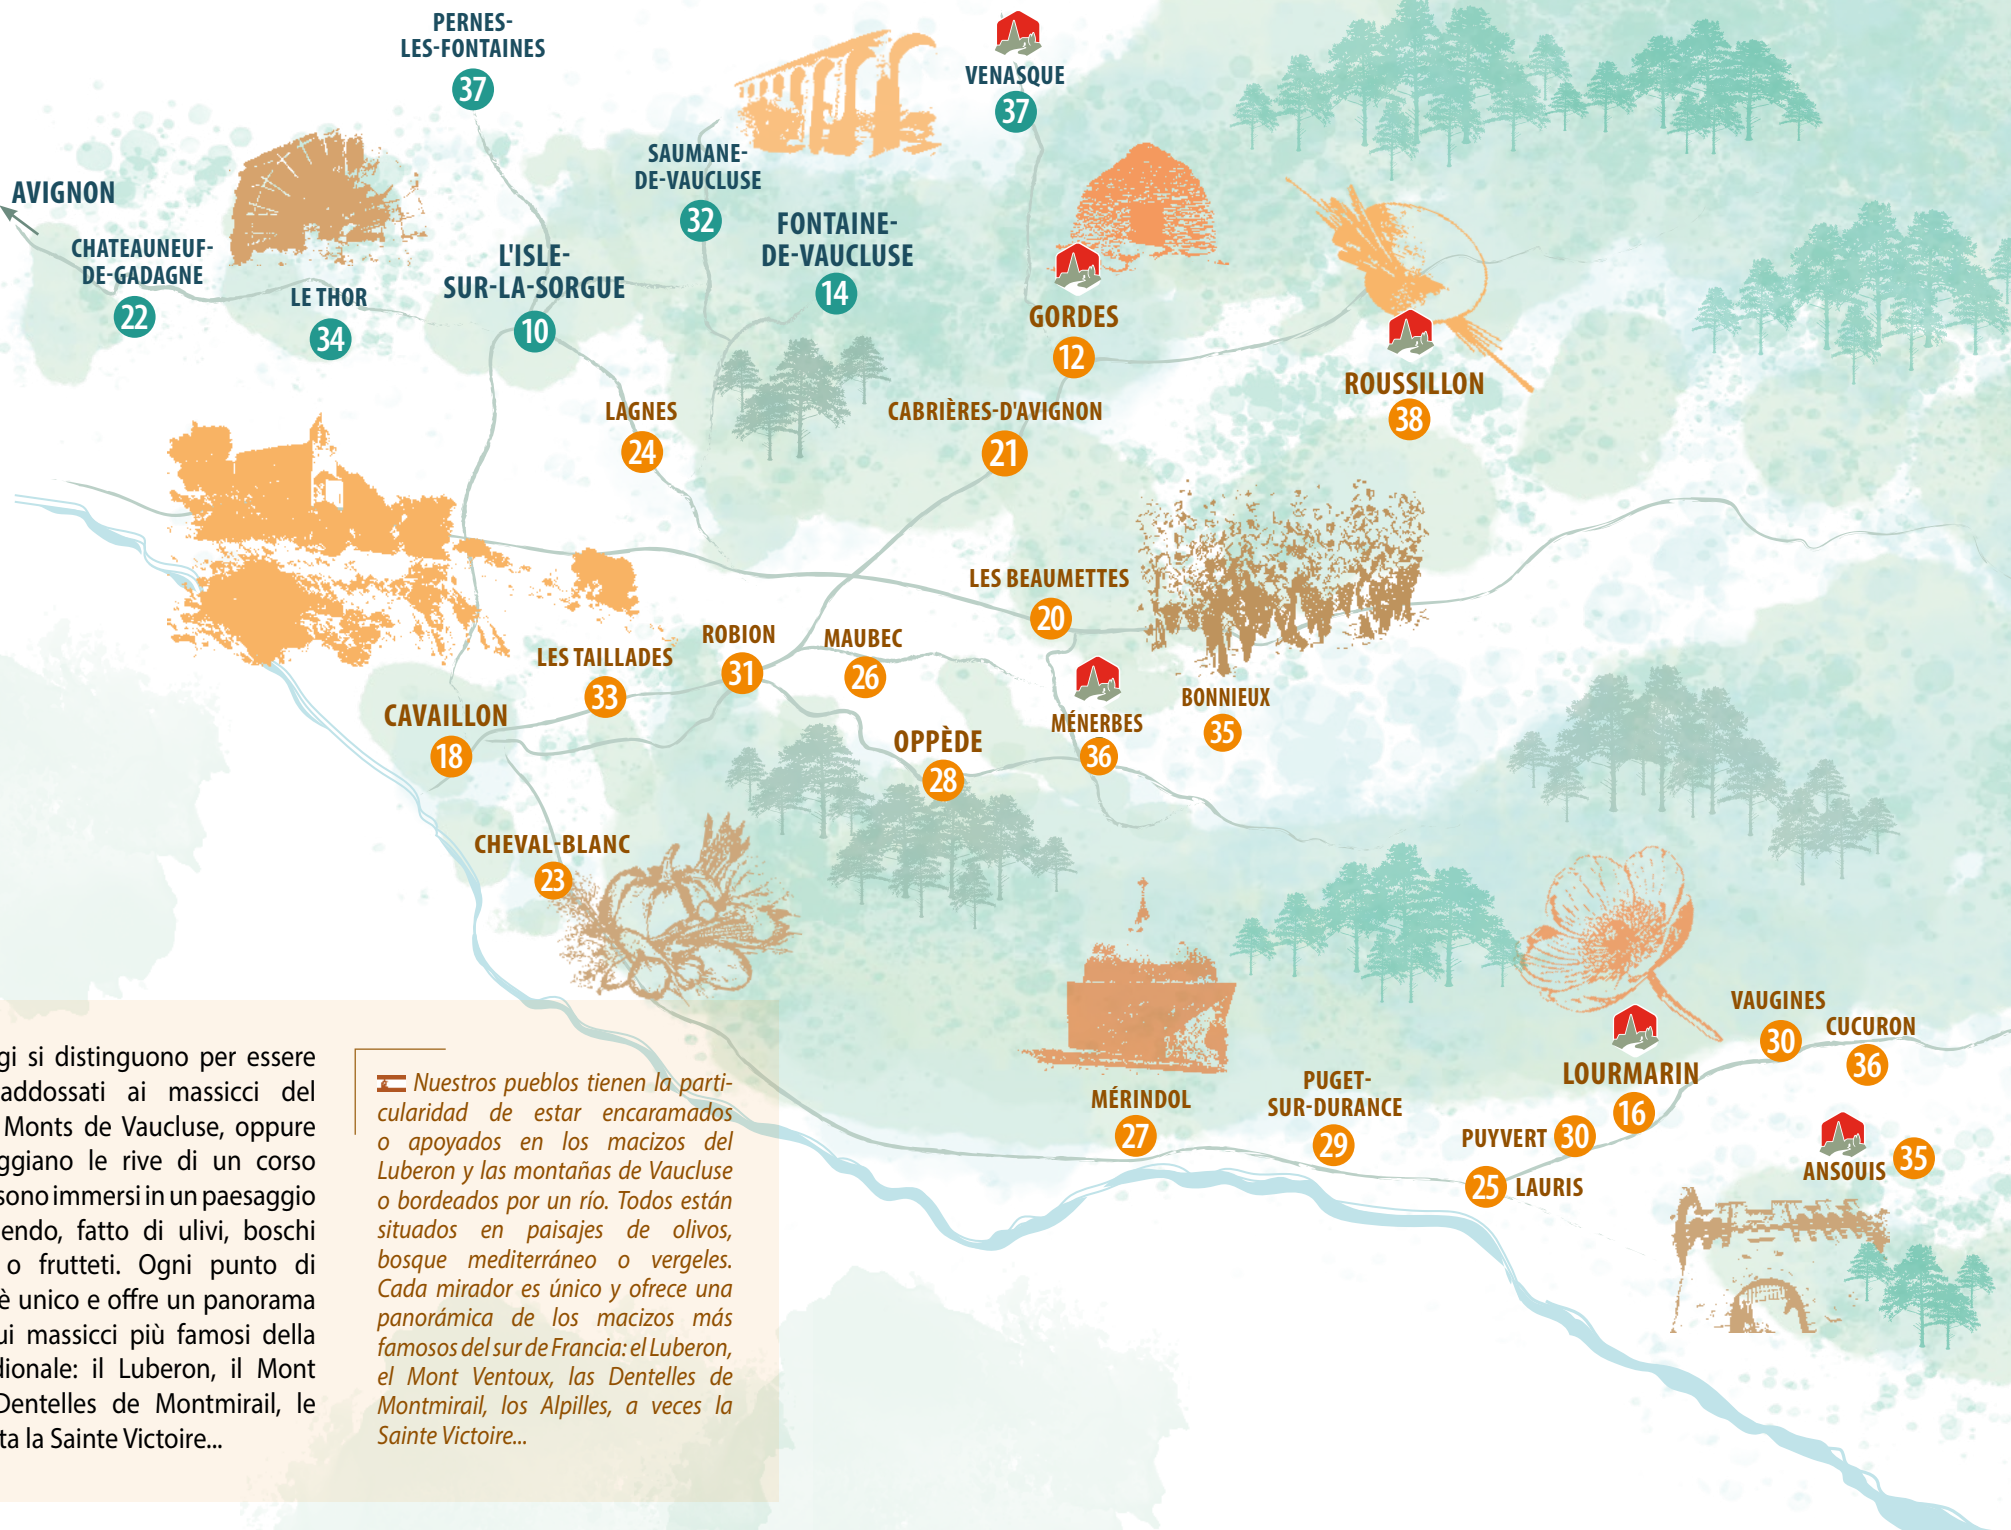 PERNES-
LES-FONTAINES
37
VENASQUE
37
SAUMANE-
DE-VAUCLUSE
32
AVIGNON
CHATEAUNEUF-
DE-GADAGNE
22
LE THOR
34
L'ISLE-
SUR-LA-SORGUE
10
FONTAINE-
DE-VAUCLUSE
14
GORDES
12
ROUSSILLON
38
LAGNES
24
CABRIÈRES-D'AVIGNON
21
LES BEAUMETTES
20
ROBION
31
MAUBEC
26
LES TAILLADES
33
CAVAILLON
18
OPPÈDE
28
MÉNERBES
36
BONNIEUX
35
CHEVAL-BLANC
23
MÉRINDOL
27
PUGET-
SUR-DURANCE
29
VAUGINES
30
CUCURON
36
LOURMARIN
16
PUYVERT 30
25 LAURIS
ANSOUIS 35
gi si distinguono per essere
addossati ai massicci del
Monts de Vaucluse, oppure
ggiano le rive di un corso
sono immersi in un paesaggio
endo, fatto di ulivi, boschi
o frutteti. Ogni punto di
è unico e offre un panorama
ui massicci più famosi della
dionale: il Luberon, il Mont
Dentelles de Montmirail, le
ta la Sainte Victoire...
Nuestros pueblos tienen la parti-
cularidad de estar encaramados
o apoyados en los macizos del
Luberon y las montañas de Vaucluse
o bordeados por un río. Todos están
situados en paisajes de olivos,
bosque mediterráneo o vergeles.
Cada mirador es único y ofrece una
panorámica de los macizos más
famosos del sur de Francia: el Luberon,
el Mont Ventoux, las Dentelles de
Montmirail, los Alpilles, a veces la
Sainte Victoire...